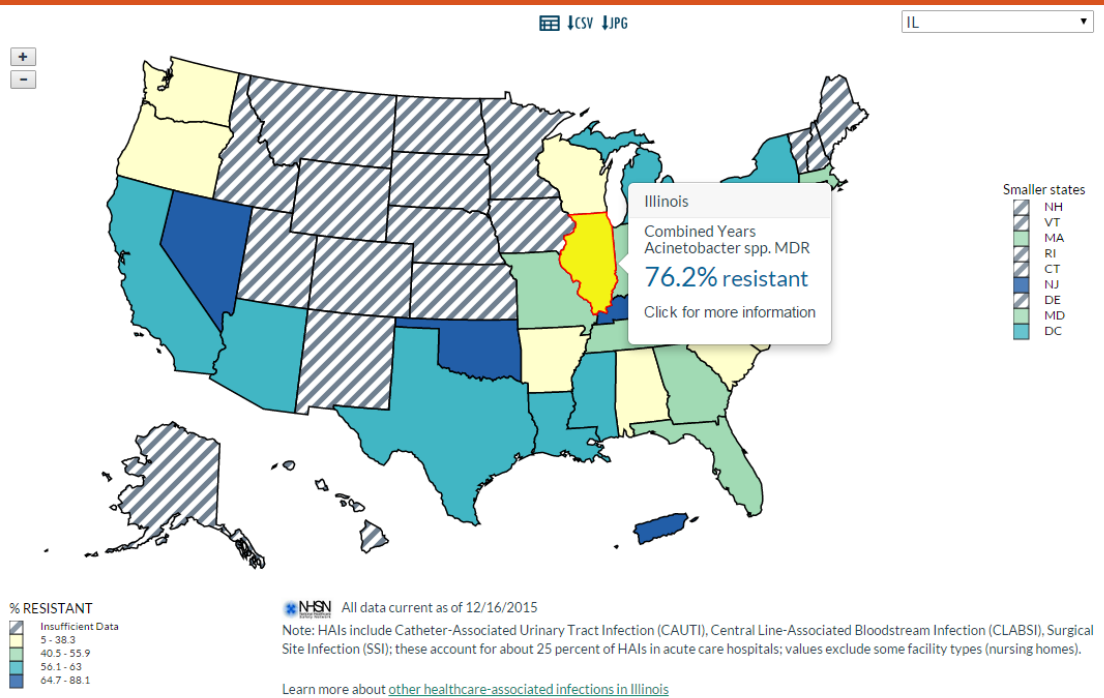 CSV JPG
IL
+
-
Illinois
Combined Years
Acinetobacter spp. MDR
76.2% resistant
Click for more information
Smaller states
NH
VT
MA
RI
CT
NJ
DE
MD
DC
% RESISTANT
Insufficient Data
5 - 38.3
40.5 - 55.9
56.1 - 63
64.7 - 88.1
NHSN All data current as of 12/16/2015
Note: HAIs include Catheter-Associated Urinary Tract Infection (CAUTI), Central Line-Associated Bloodstream Infection (CLABSI), Surgical
Site Infection (SSI); these account for about 25 percent of HAIs in acute care hospitals; values exclude some facility types (nursing homes).
Learn more about other healthcare-associated infections in Illinois